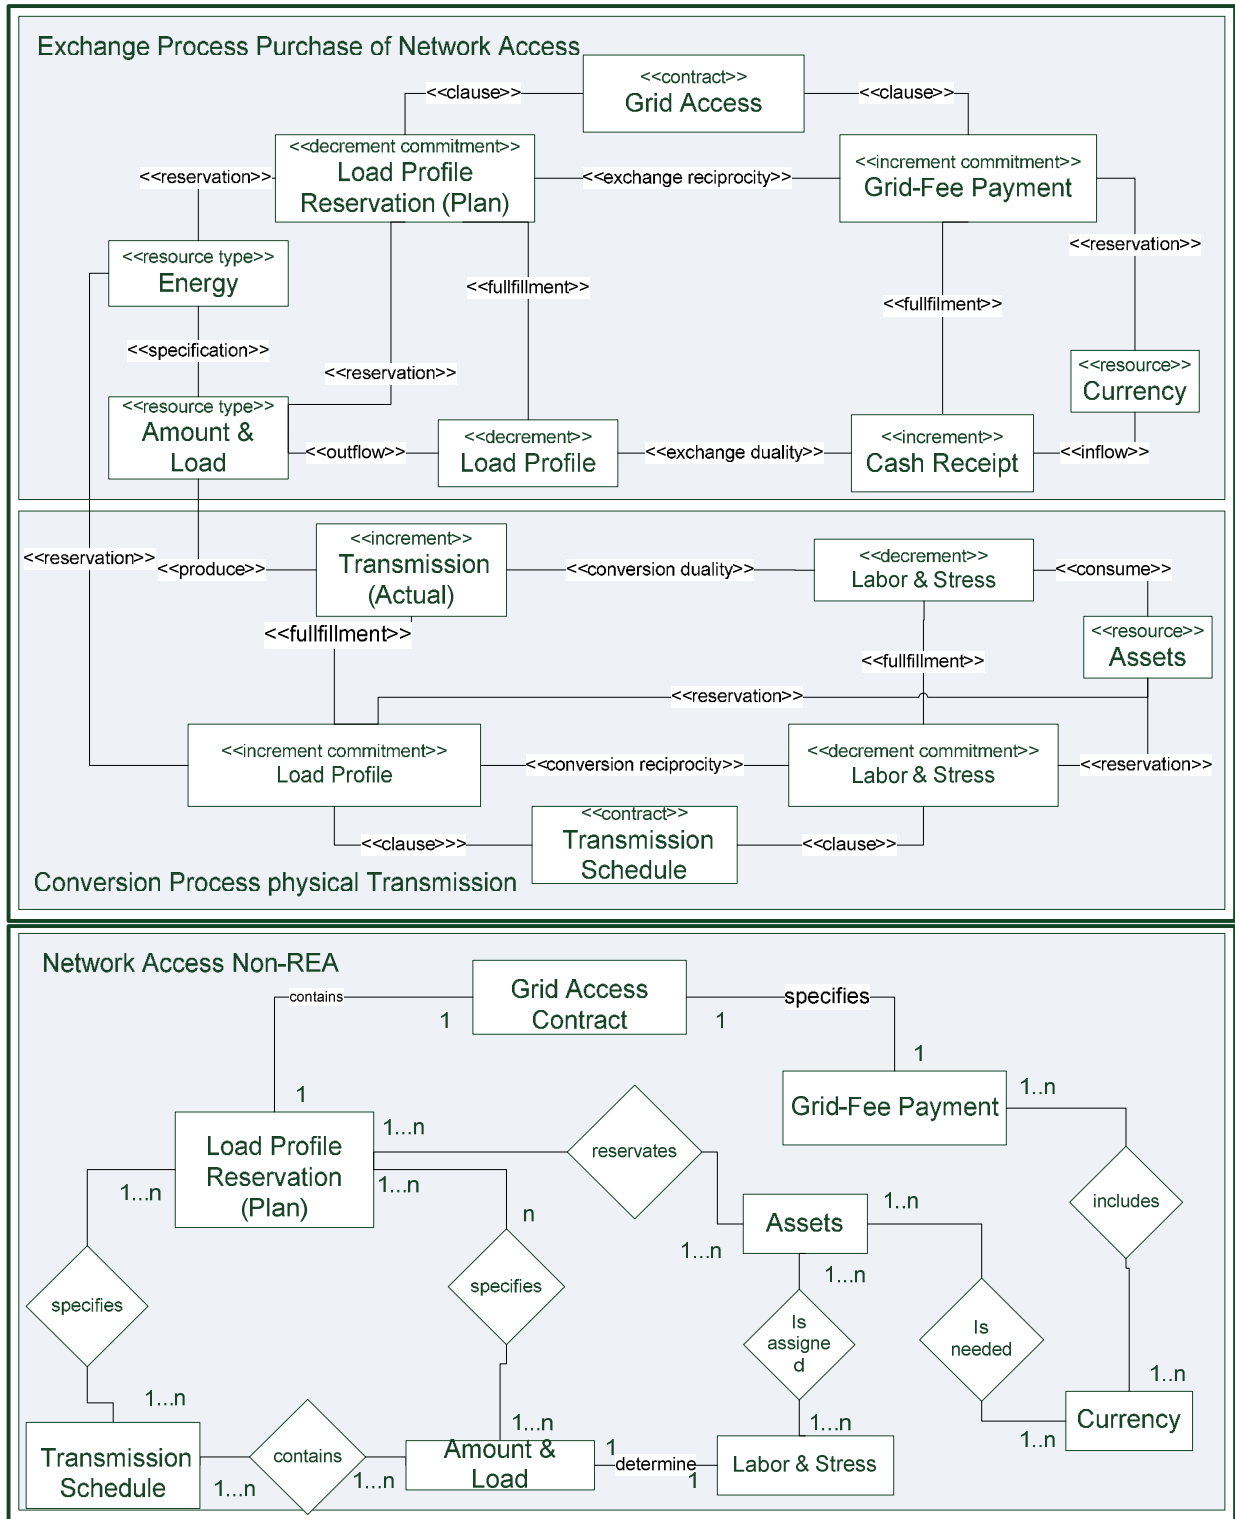 Exchange Process Purchase of Network Access
<<contract>>
Grid Access
<<clause>>
<<clause>>
<<decrement commitment>>
Load Profile
Reservation (Plan)
<<increment commitment>>
Grid-Fee Payment
<<reservation>>
<<exchange reciprocity>>
<<reservation>>
<<resource type>>
Energy
<<fullfillment>>
<<fullfillment>>
<<specification>>
<<reservation>>
<<resource>>
Currency
<<resource type>>
Amount &
Load
<<outflow>>
<<decrement>>
Load Profile
<<exchange duality>>
<<increment>>
Cash Receipt
<<inflow>>
<<reservation>>
<<produce>>
<<increment>>
Transmission
(Actual)
<<conversion duality>>
<<decrement>>
Labor & Stress
<<consume>>
<<fullfillment>>
<<resource>>
Assets
<<fullfillment>>
<<reservation>>
<<increment commitment>>
Load Profile
<<conversion reciprocity>>
<<decrement commitment>>
Labor & Stress
<<reservation>>
<<clause>>>
<<contract>>
Transmission
Schedule
<<clause>>
Conversion Process physical Transmission
Network Access Non-REA
contains
Grid Access
Contract
specifies
1
1
1
1
Grid-Fee Payment
1..n
Load Profile
Reservation
(Plan)
1...n
reservates
1...n
1...n
n
Assets
1..n
includes
1...n
1...n
specifies
specifies
Is
assigne
d
Is
needed
1...n
1..n
1...n
1...n
1..n
Currency
Transmission
Schedule
contains
1...n
1...n
Amount &
Load
1
determine
1
Labor & Stress